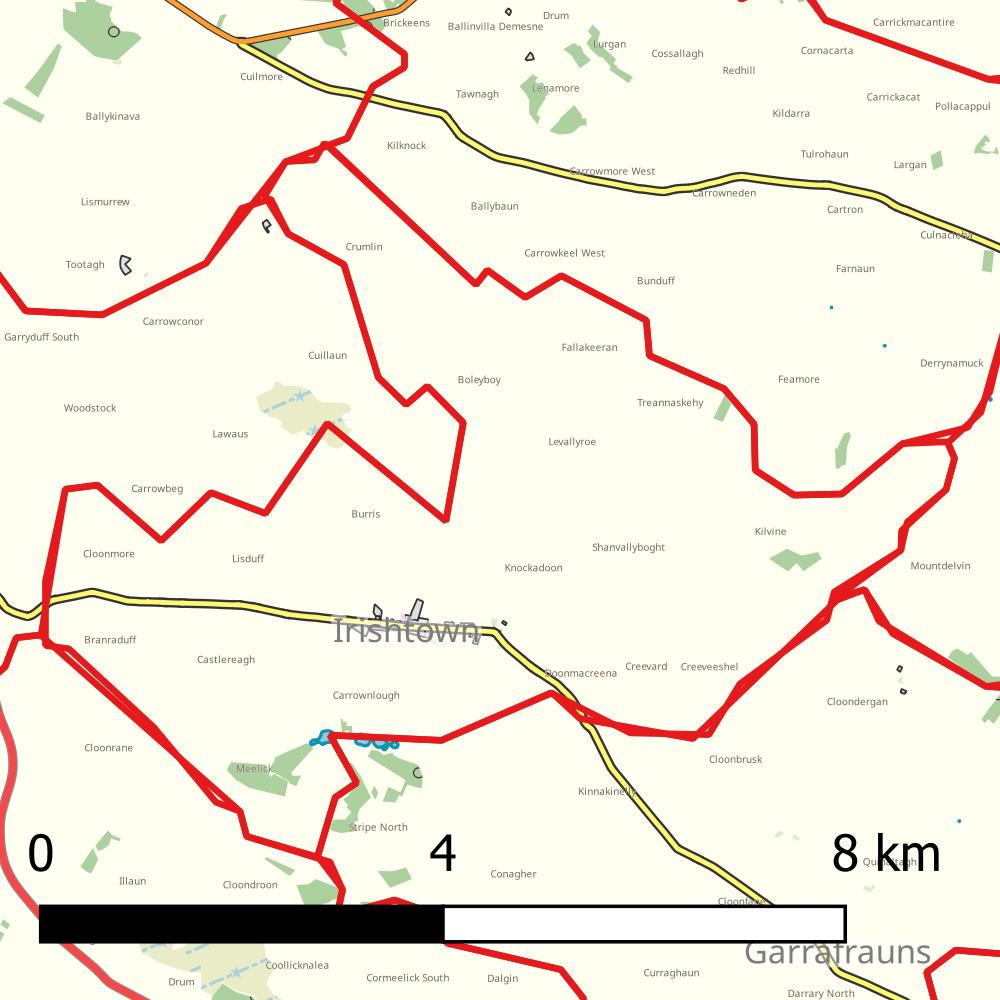 Brickeens
Ballinvilla Demesne
Drum
Carrickmacantire
Lurgan
Cossallagh
Cornacarta
Cuilmore
Redhill
Tawnagh
Lenamore
Carrickacat
Pollacappul
Ballykinava
Kildarra
Kilknock
Tulrohaun
Largan
Carrowmore West
Carrowneden
Lismurrew
Ballybaun
Cartron
Culnacleha
Crumlin
Carrowkeel West
Tootagh
Farnaun
Bunduff
Carrowconor
Garryduff South
Fallakeeran
Cuillaun
Derrynamuck
Boleyboy
Feamore
Treannaskehy
Woodstock
Lawaus
Levallyroe
Carrowbeg
Burris
Kilvine
Shanvallyboght
Cloonmore
Lisduff
Knockadoon
Mountdelvin
Irishtown
Branraduff
Castlereagh
Doonmacreena
Creevard
Creeveeshel
Carrownlough
Cloondergan
Cloonrane
Meelick
Cloonbrusk
Kinnakinelly
Stripe North
0 4 8 km
Quinaltagh
Illaun
Cloondroon
Conagher
Cloonfane
Garrafrauns
Coollicknalea
Drum
Cormeelick South
Dalgin
Curraghaun
Darrary North